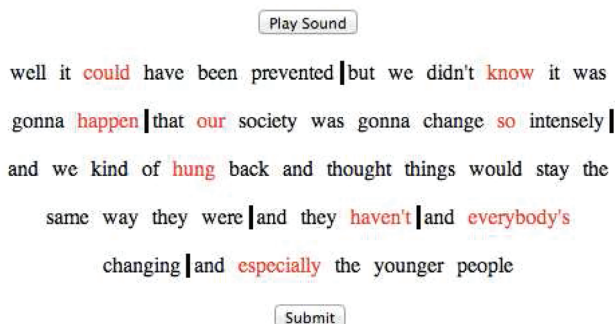 Play Sound
well it could have been prevented | but we didn't know it was
gonna happen | that our society was gonna change so intensely |
and we kind of hung back and thought things would stay the
same way they were | and they haven't | and everybody's
changing | and especially the younger people
Submit